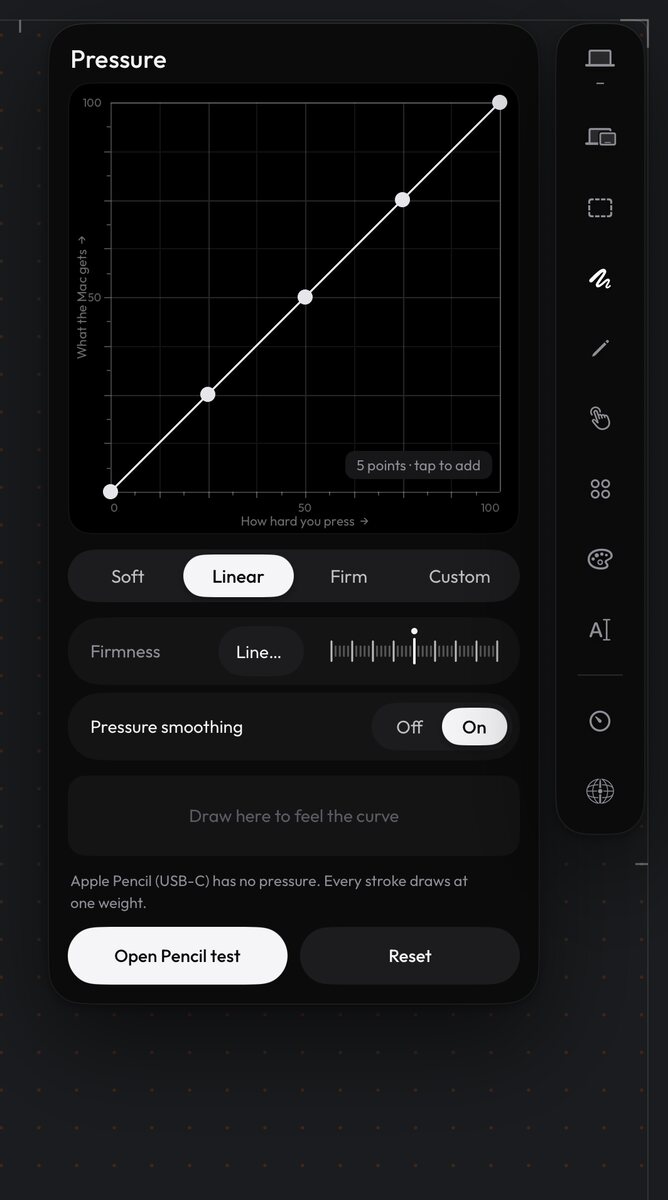 Pressure
100
What the Mac gets →
50
5 points · tap to add
0
50
100
How hard you press →
Soft
Linear
Firm
Custom
Firmness
Line...
Pressure smoothing
Off
On
Draw here to feel the curve
Apple Pencil (USB-C) has no pressure. Every stroke draws at
one weight.
Open Pencil test
Reset
A